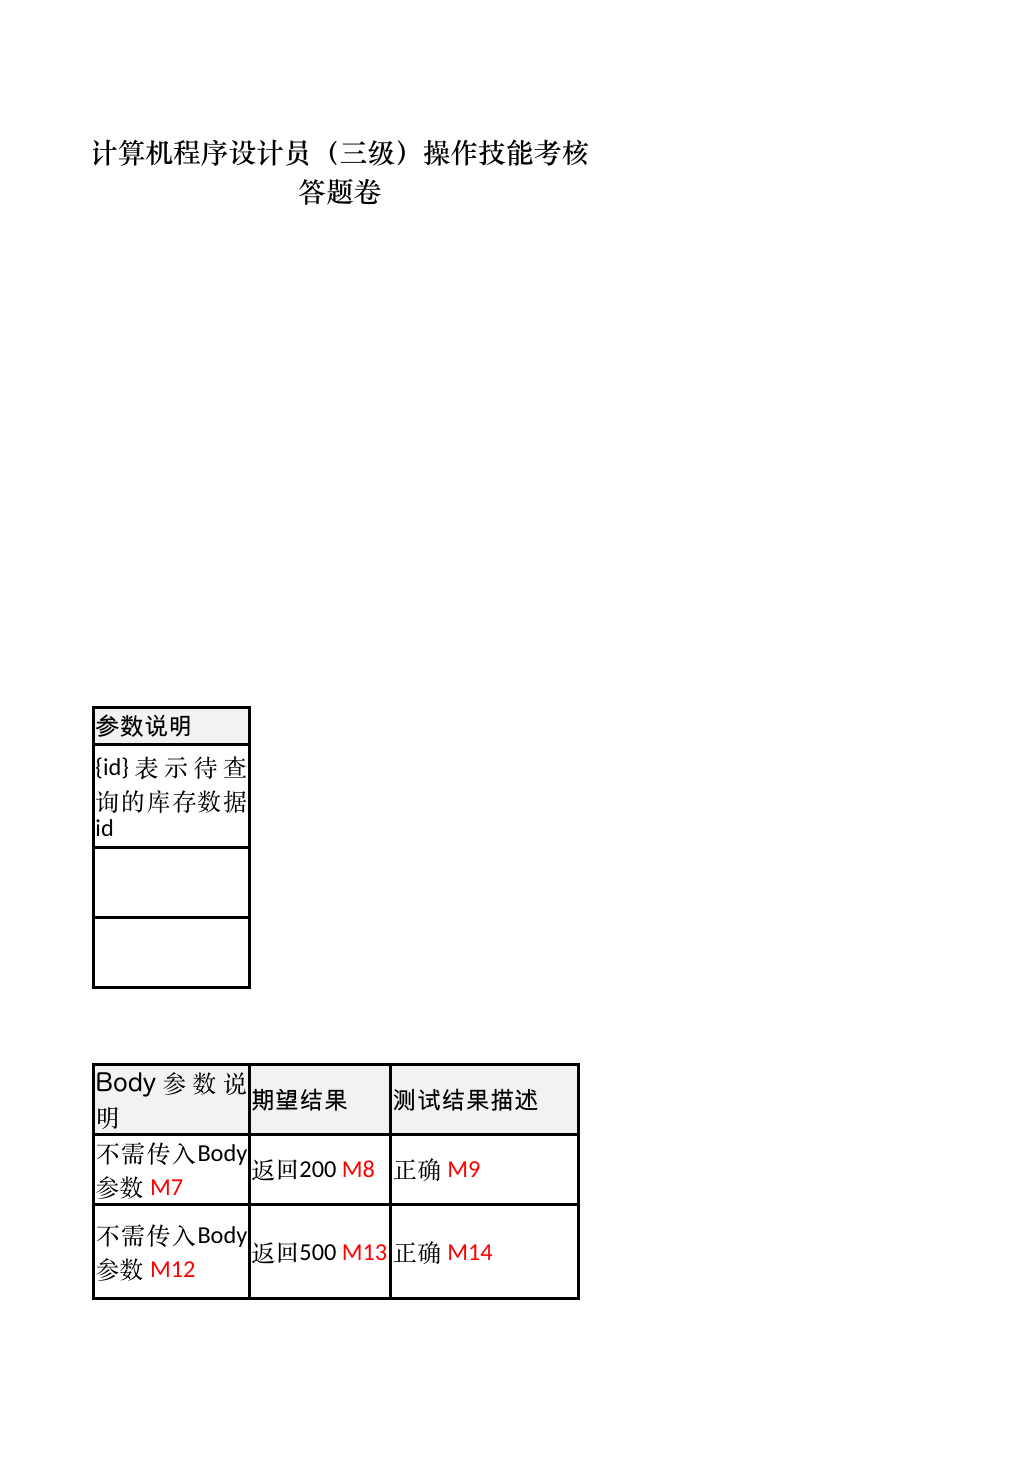 计算机程序设计员（三级）操作技能考核
答题卷
参数说明
{id}表示待查
询的库存数据
id
Body参数说
明
期望结果
测试结果描述
不需传入Body
参数 M7
返回200 M8
正确 M9
不需传入Body
参数 M12
返回500 M13
正确 M14